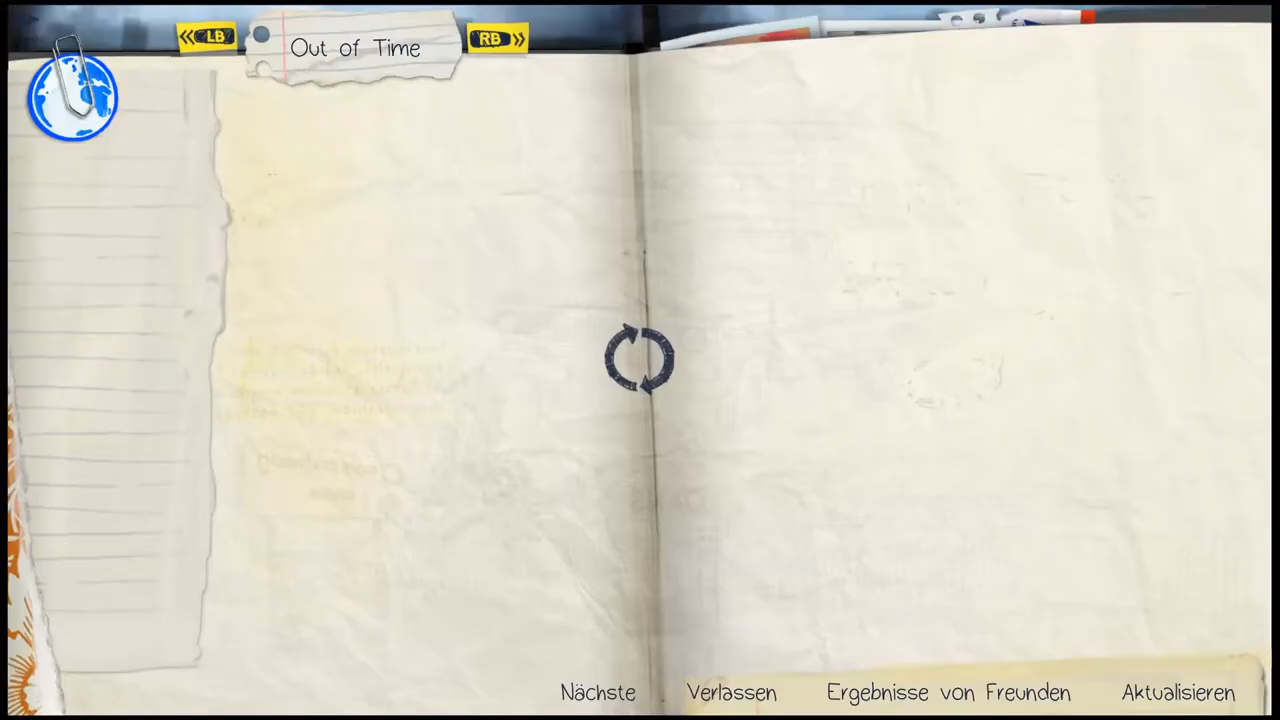 LB
Out of Time
RB
Nächste Verlassen Ergebnisse von Freunden Aktualisieren